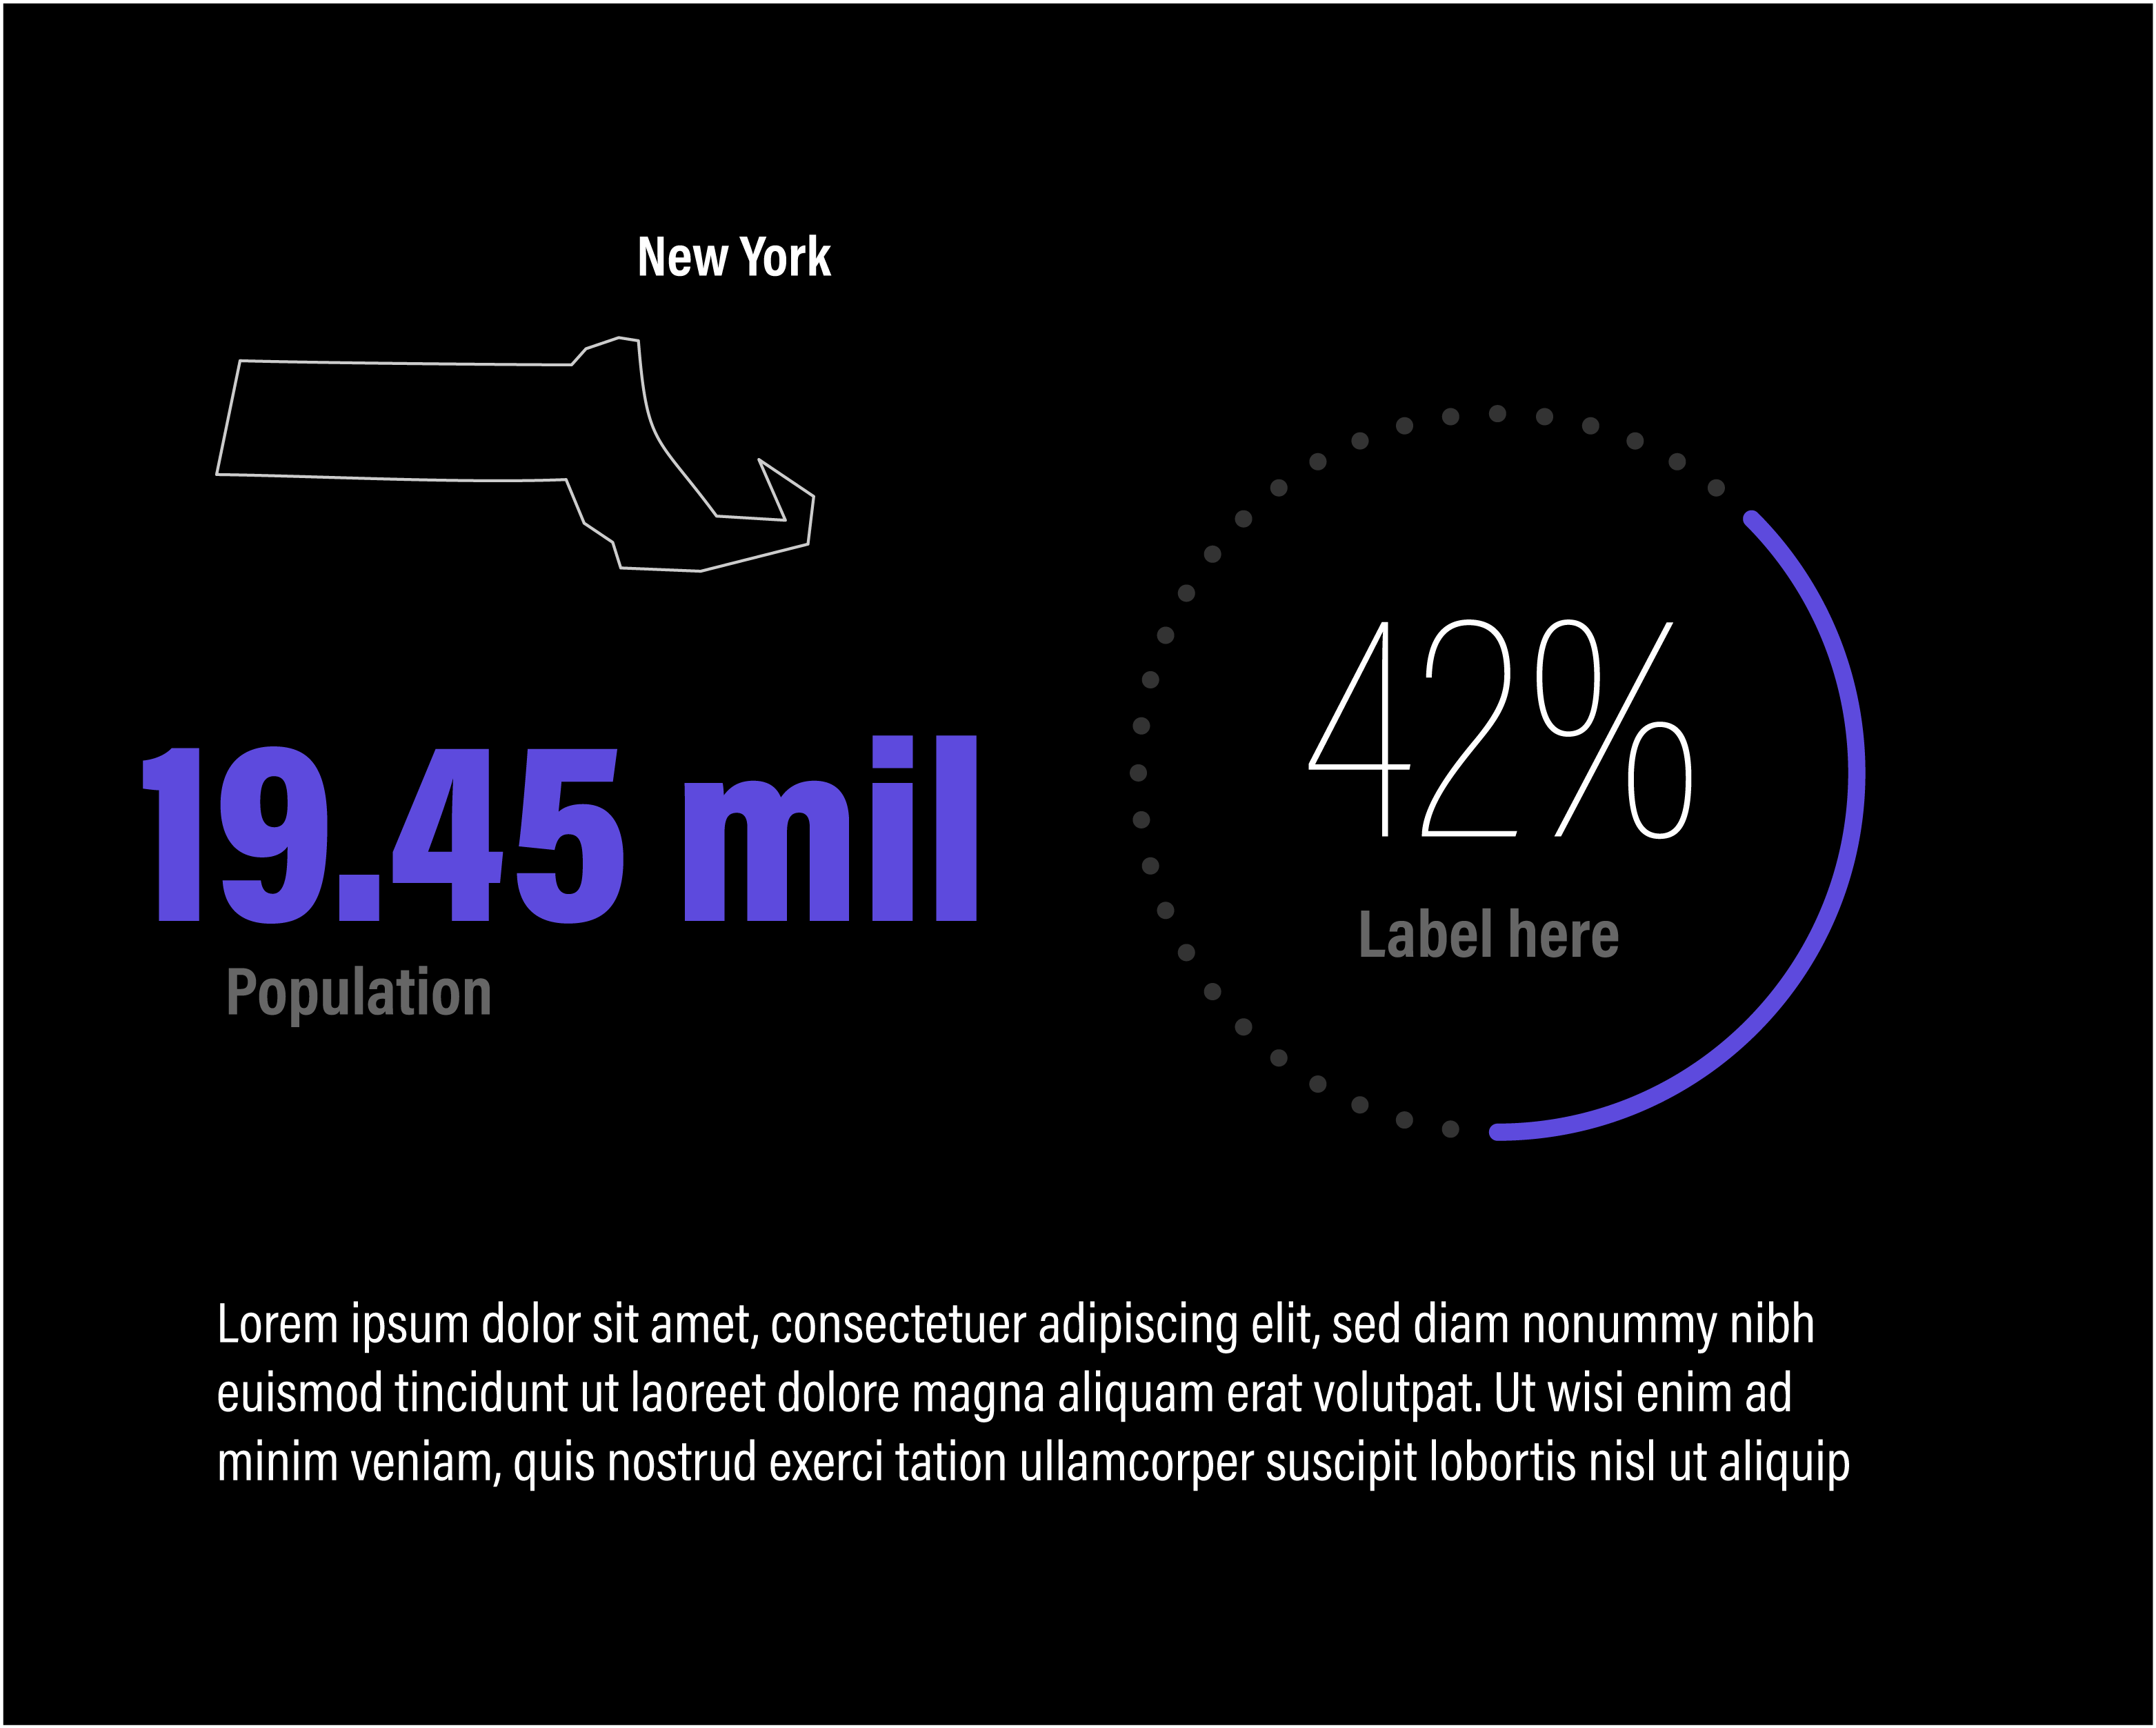 New York
19.45 mil
Population
42%
Label here
Lorem ipsum dolor sit amet, consectetuer adipiscing elit, sed diam nonummy nibh
euismod tincidunt ut laoreet dolore magna aliquam erat volutpat. Ut wisi enim ad
minim veniam, quis nostrud exerci tation ullamcorper suscipit lobortis nisl ut aliquip